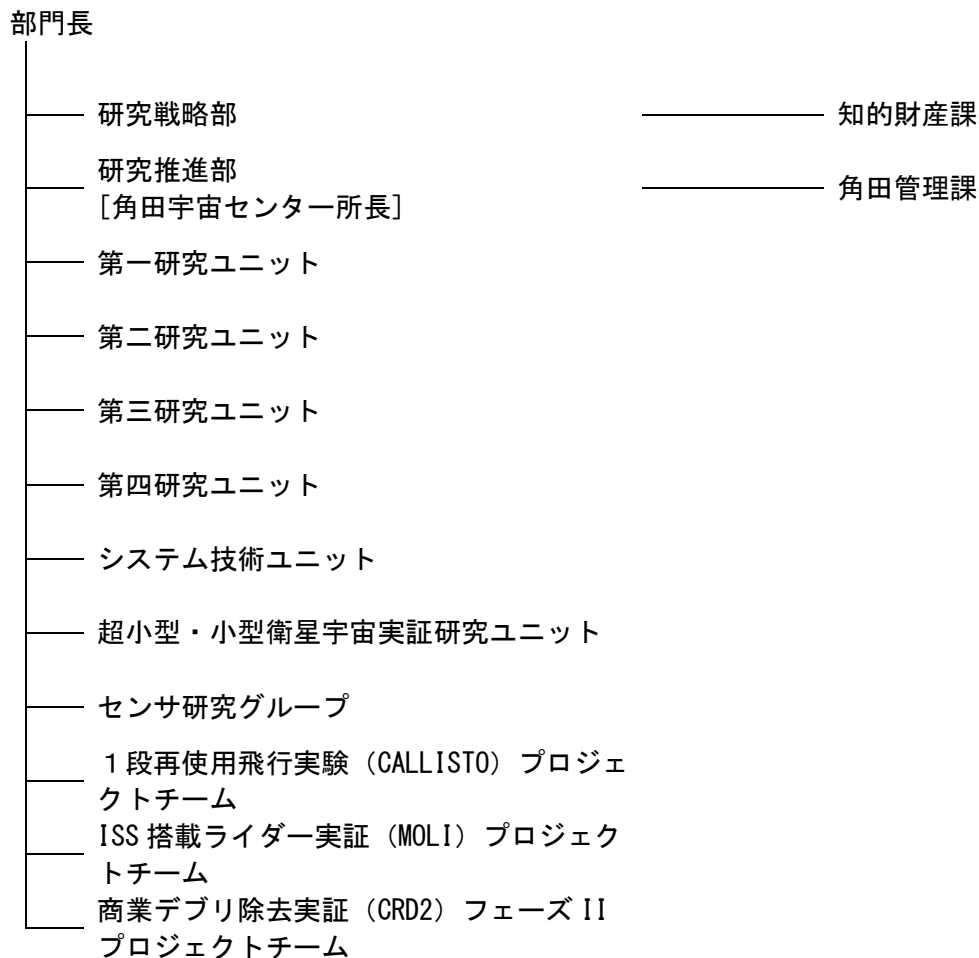 部門長
研究戦略部
知的財産課
研究推進部
[角田宇宙センター所長]
角田管理課
第一研究ユニット
第二研究ユニット
第三研究ユニット
第四研究ユニット
システム技術ユニット
超小型・小型衛星宇宙実証研究ユニット
センサ研究グループ
１段再使用飛行実験（CALLISTO）プロジェ
クトチーム
ISS 搭載ライダー実証（MOLI）プロジェク
トチーム
商業デブリ除去実証（CRD2）フェーズ II
プロジェクトチーム